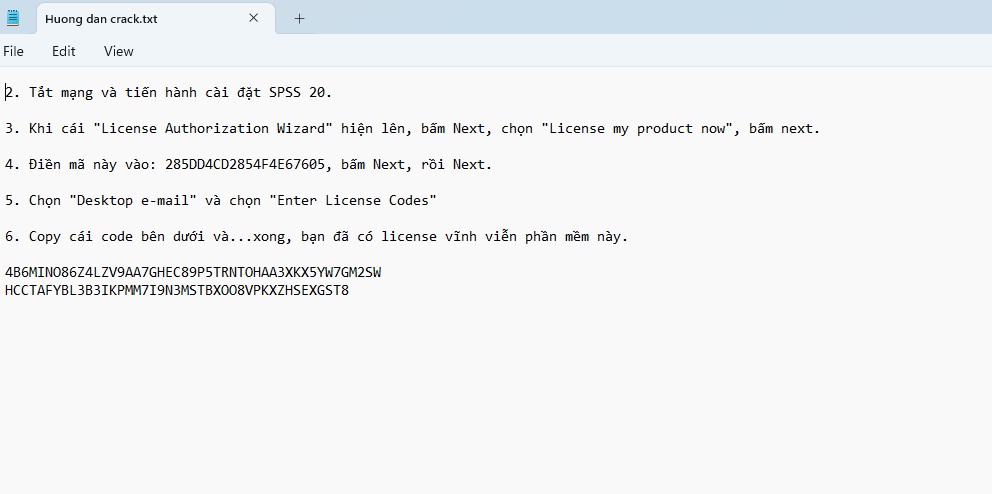 Huong dan crack.txt
File Edit View
2. Tắt mạng và tiến hành cài đặt SPSS 20.
3. Khi cái "License Authorization Wizard" hiện lên, bấm Next, chọn "License my product now", bấm next.
4. Điền mã này vào: 285DD4CD2854F4E67605, bấm Next, rồi Next.
5. Chọn "Desktop e-mail" và chọn "Enter License Codes"
6. Copy cái code bên dưới và...xong, bạn đã có license vĩnh viễn phần mềm này.
4B6MINO86Z4LZV9AA7GHEC89P5TRNTOHAA3XKX5YW7GM2SW
HCCTAFYBL3B3IKPMM7I9N3MSTBXOO8VPKXZHSEXGST8